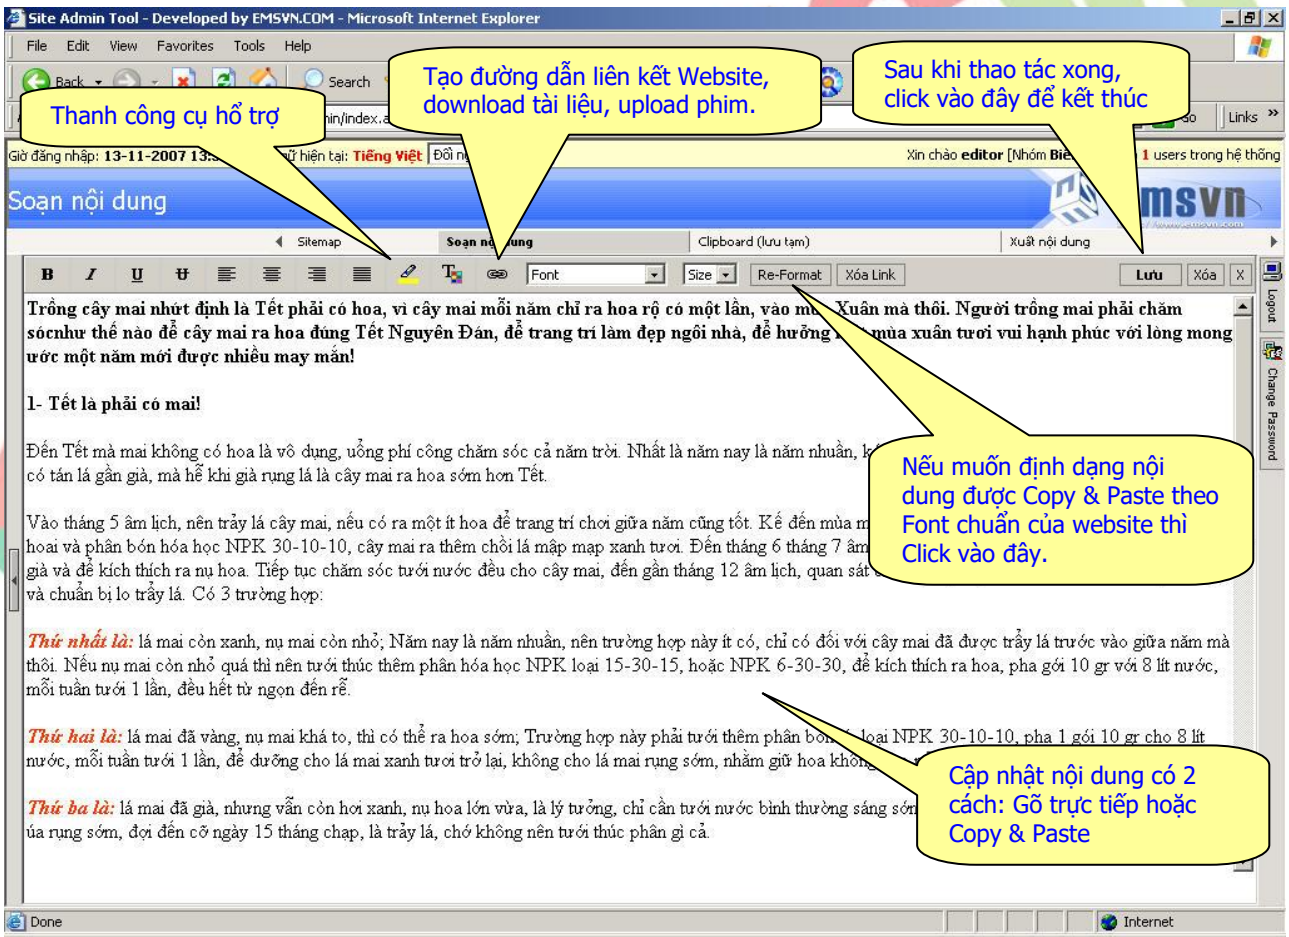 Site Admin Tool - Developed by EMSVN.COM - Microsoft Internet Explorer
File Edit View Favorites Tools Help
Back Search
Tạo đường dẫn liên kết Website,
download tài liệu, upload phim.
Sau khi thao tác xong,
click vào đây để kết thúc
Thanh công cụ hổ trợ
Links
Giờ đăng nhập: 13-11-2007 hiện tại: Tiếng Việt
Xin chào editor [Nhóm 1 users trong hệ thống
Soạn nội dung
emsvn
Sitemap Soạn nội dung Clipboard (lưu tạm) Xuất nội dung
B I U Font Size Re-Format Xóa Link Lưu Xóa X
Logout
Change Password
Trồng cây mai nhứt định là Tết phải có hoa, vì cây mai mỗi năm chỉ ra hoa rộ có một lần, vào mùa Xuân mà thôi. Người trồng mai phải chăm
sócnhư thế nào để cây mai ra hoa đúng Tết Nguyên Đán, để trang trí làm đẹp ngôi nhà, để hưởng mùa xuân tươi vui hạnh phúc với lòng mong
ước một năm mới được nhiều may mắn!
1- Tết là phải có mai!
Đến Tết mà mai không có hoa là vô dụng, uổng phí công chăm sóc cả năm trời. Nhất là năm nay là năm nhuần,
có tán lá gần già, mà hễ khi già rụng lá là cây mai ra hoa sớm hơn Tết.
Vào tháng 5 âm lịch, nên trảy lá cây mai, nếu có ra một ít hoa để trang trí chơi giữa năm cũng tốt. Kế đến mùa
hoai và phân bón hóa học NPK 30-10-10, cây mai ra thêm chồi lá mập mạp xanh tươi. Đến tháng 6 tháng 7 âm
già và để kích thích ra nụ hoa. Tiếp tục chăm sóc tưới nước đều cho cây mai, đến gần tháng 12 âm lịch, quan sát
và chuẩn bị lo trẩy lá. Có 3 trường hợp:
Nếu muốn định dạng nội
dung được Copy & Paste theo
Font chuẩn của website thì
Click vào đây.
Thứ nhất là: lá mai còn xanh, nụ mai còn nhỏ; Năm nay là năm nhuần, nên trường hợp này ít có, chỉ có đối với cây mai đã được trẩy lá trước vào giữa năm mà
thôi. Nếu nụ mai còn nhỏ quá thì nên tưới thúc thêm phân hóa học NPK loại 15-30-15, hoặc NPK 6-30-30, để kích thích ra hoa, pha gới 10 gr với 8 lít nước,
mỗi tuần tưới 1 lần, đều hết từ ngọn đến rễ.
Thứ hai là: lá mai đã vàng, nụ mai khá to, thì có thể ra hoa sớm; Trường hợp này phải tưới thêm phân bón lá loại NPK 30-10-10, pha 1 gói 10 gr cho 8 lít
nước, mỗi tuần tưới 1 lần, để dưỡng cho lá mai xanh tươi trở lại, không cho lá mai rụng sớm, nhằm giữ hoa không
Thứ ba là: lá mai đã già, nhưng vẫn còn hơi xanh, nụ hoa lớn vừa, là lý tưởng, chỉ cần tưới nước bình thường sáng sớm
úa rụng sớm, đợi đến cỡ ngày 15 tháng chạp, là trảy lá, chớ không nên tưới thúc phân gì cả.
Cập nhật nội dung có 2
cách: Gõ trực tiếp hoặc
Copy & Paste
Done Internet